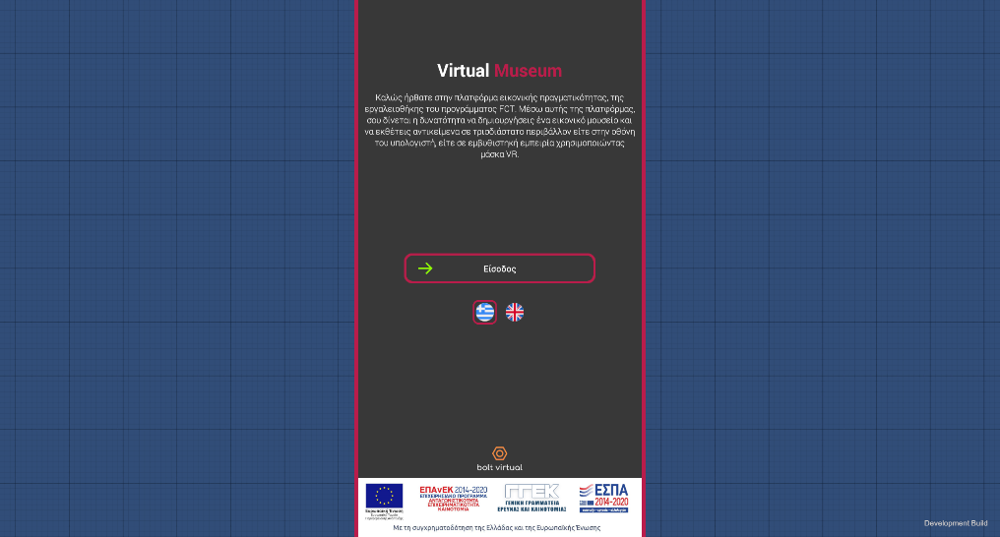 Virtual Museum
Καλώς ήρθατε στην πλατφόρμα εικονικής πραγματικότητας, της
εργαλειοθήκης του προγράμματος FCT. Μέσω αυτής της πλατφόρμας,
σου δίνεται η δυνατότητα να δημιουργήσεις ένα εικονικό μουσείο και
να εκθέτεις αντικείμενα σε τρισδιάστατο περιβάλλον είτε στην οθόνη
του υπολογιστή, είτε σε εμβυθιστική εμπειρία χρησιμοποιώντας
μάσκα VR.
Είσοδος
bolt virtual
Ευρωπαϊκή Ένωση
ΕΠΑνΕΚ 2014-2020
ΕΠΙΧΕΙΡΗΣΙΑΚΟ ΠΡΟΓΡΑΜΜΑ
ΑΝΤΑΓΩΝΙΣΤΙΚΟΤΗΤΑ
ΕΠΙΧΕΙΡΗΜΑΤΙΚΟΤΗΤΑ
ΚΑΙΝΟΤΟΜΙΑ
ΓΓΕΚ
ΓΕΝΙΚΗ ΓΡΑΜΜΑΤΕΙΑ
ΕΡΕΥΝΑΣ ΚΑΙ ΚΑΙΝΟΤΟΜΙΑΣ
ΕΣΠΑ
2014-2020
Με τη συγχρηματοδότηση της Ελλάδας και της Ευρωπαϊκής Ένωσης
Development Build